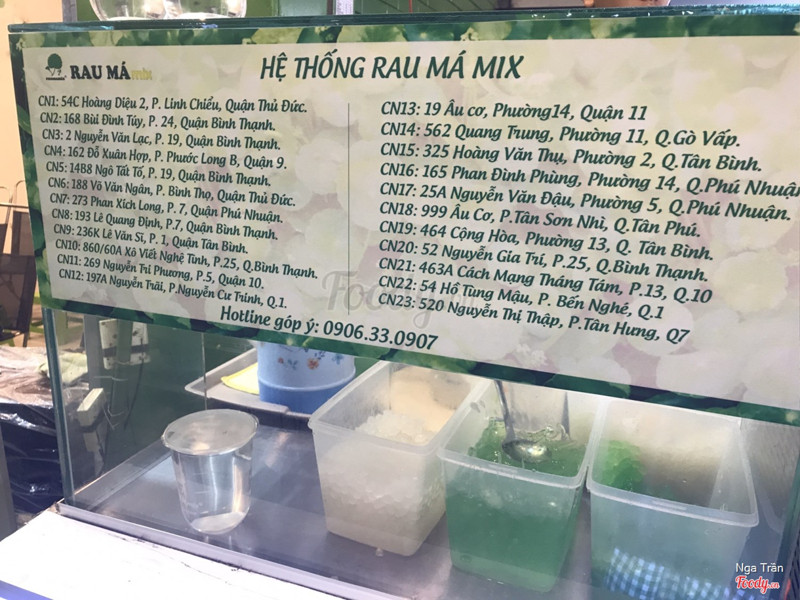 RAU MÁ mix
HỆ THỐNG RAU MÁ MIX
CN1: 54C Hoàng Diệu 2, P. Linh Chiểu, Quận Thủ Đức.
CN2: 168 Bùi Đình Túy, P. 24, Quận Bình Thạnh.
CN3: 2 Nguyễn Văn Lạc, P. 19, Quận Bình Thạnh.
CN4: 162 Đỗ Xuân Hợp, P. Phước Long B, Quận 9.
CN5: 14B8 Ngô Tất Tố, P. 19, Quận Bình Thạnh.
CN6: 188 Võ Văn Ngân, P. Bình Thọ, Quận Thủ Đức.
CN7: 273 Phan Xích Long, P. 7, Quận Phú Nhuận.
CN8: 193 Lê Quang Định, P.7, Quận Bình Thạnh.
CN9: 236K Lê Văn Sĩ, P. 1, Quận Tân Bình.
CN10: 860/60A Xô Viết Nghệ Tĩnh, P.25, Q.Bình Thạnh.
CN11: 269 Nguyễn Tri Phương, P.5, Quận 10.
CN12: 197A Nguyễn Trãi, P.Nguyễn Cư Trinh, Q.1.
CN13: 19 Âu cơ, Phường14, Quận 11
CN14: 562 Quang Trung, Phường 11, Q.Gò Vấp.
CN15: 325 Hoàng Văn Thụ, Phường 2, Q.Tân Bình.
CN16: 165 Phan Đình Phùng, Phường 14, Q.Phú Nhuận
CN17: 25A Nguyễn Văn Đậu, Phường 5, Q.Phú Nhuận.
CN18: 999 Âu Cơ, P.Tân Sơn Nhì, Q.Tân Phú.
CN19: 464 Cộng Hòa, Phường 13, Q. Tân Bình.
CN20: 52 Nguyễn Gia Trí, P.25, Q.Bình Thạnh.
CN21: 463A Cách Mạng Tháng Tám, P.13, Q.10
CN22: 54 Hồ Tùng Mậu, P. Bến Nghé, Q.1
CN23: 520 Nguyễn Thị Thập, P.Tân Hưng, Q7
Hotline góp ý: 0906.33.0907
Foody.vn
Nga Trần
Foody.vn